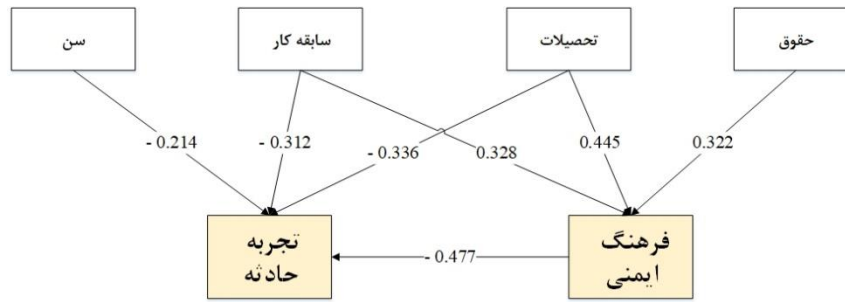 حقوق
تحصیلات
سابقه کار
سن
- 0.214
- 0.312
- 0.336
0.328
0.445
0.322
تجربه
حادثه
- 0.477
فرهنگ
ایمنی